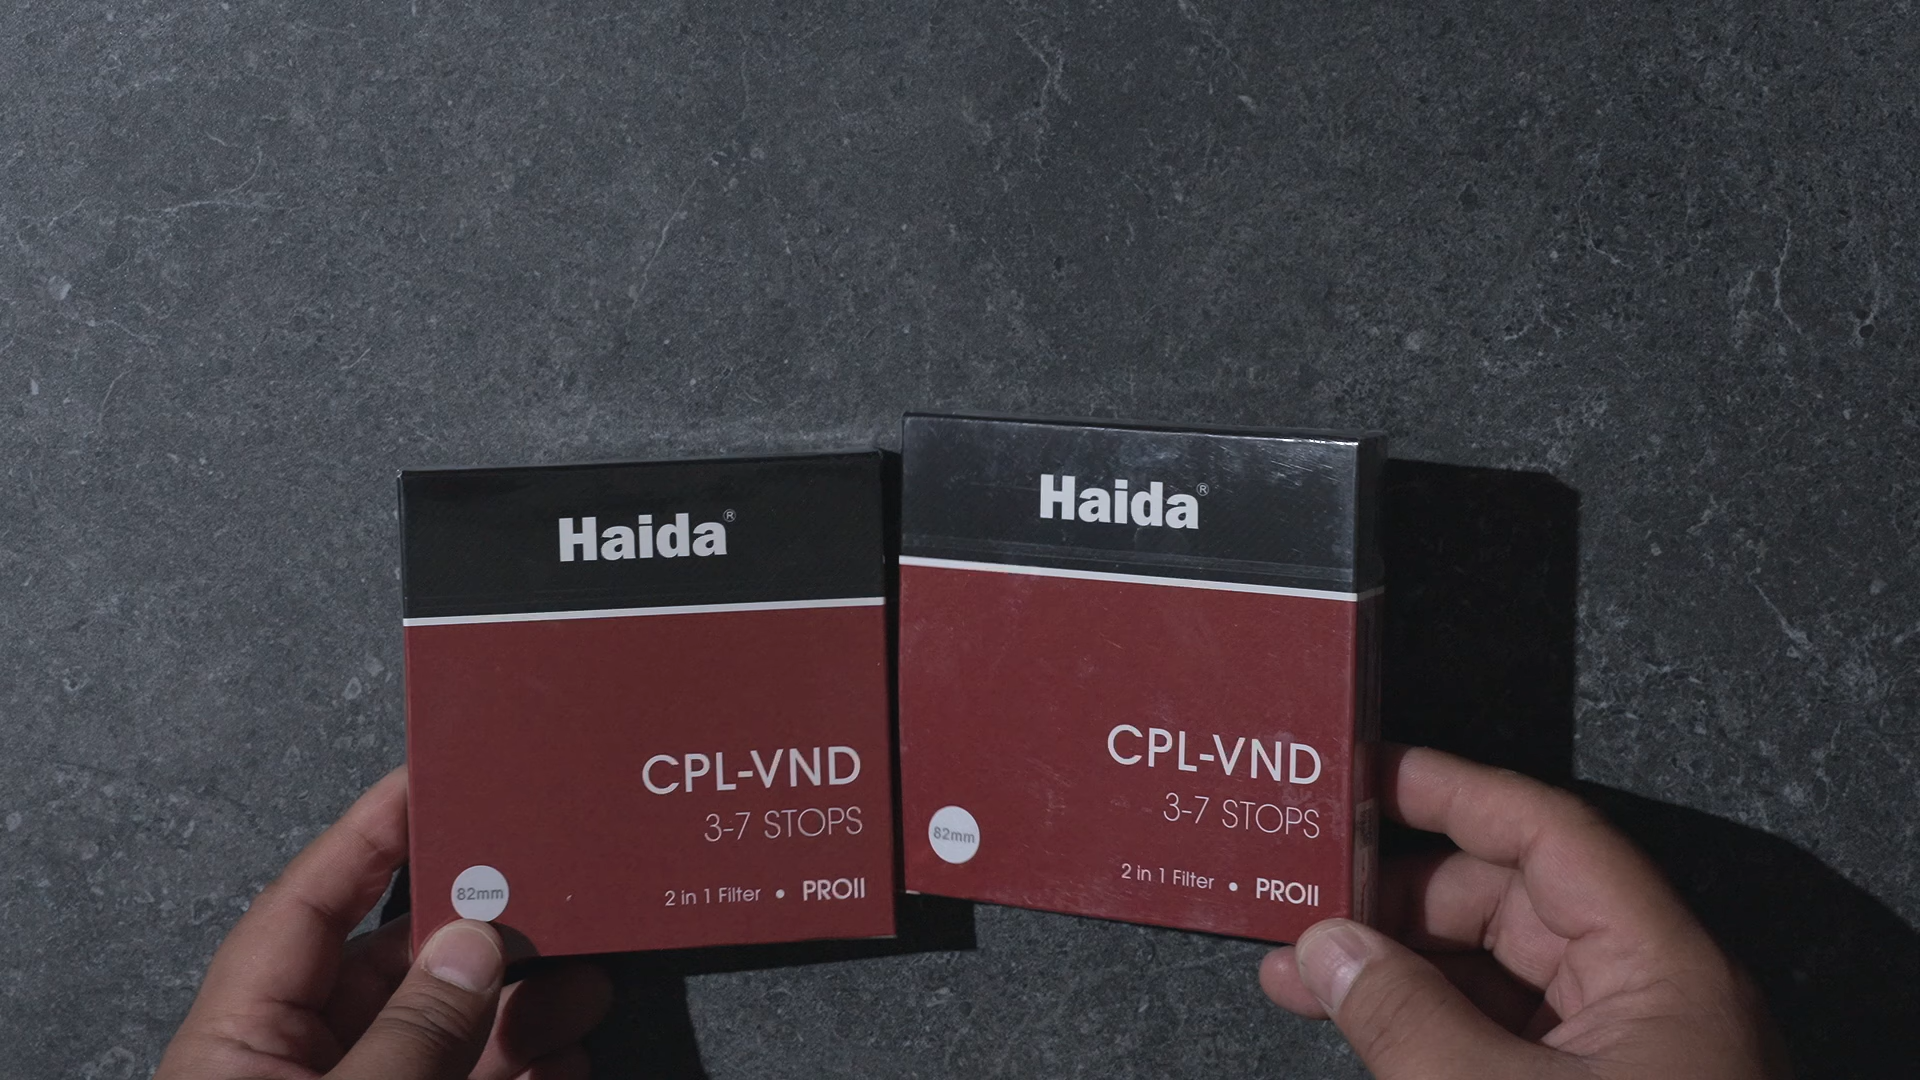 Haida®
CPL-VND
3-7 STOPS
82mm
2 in 1 Filter • PROII
Haida®
CPL-VND
3-7 STOPS
82mm
2 in 1 Filter • PROII